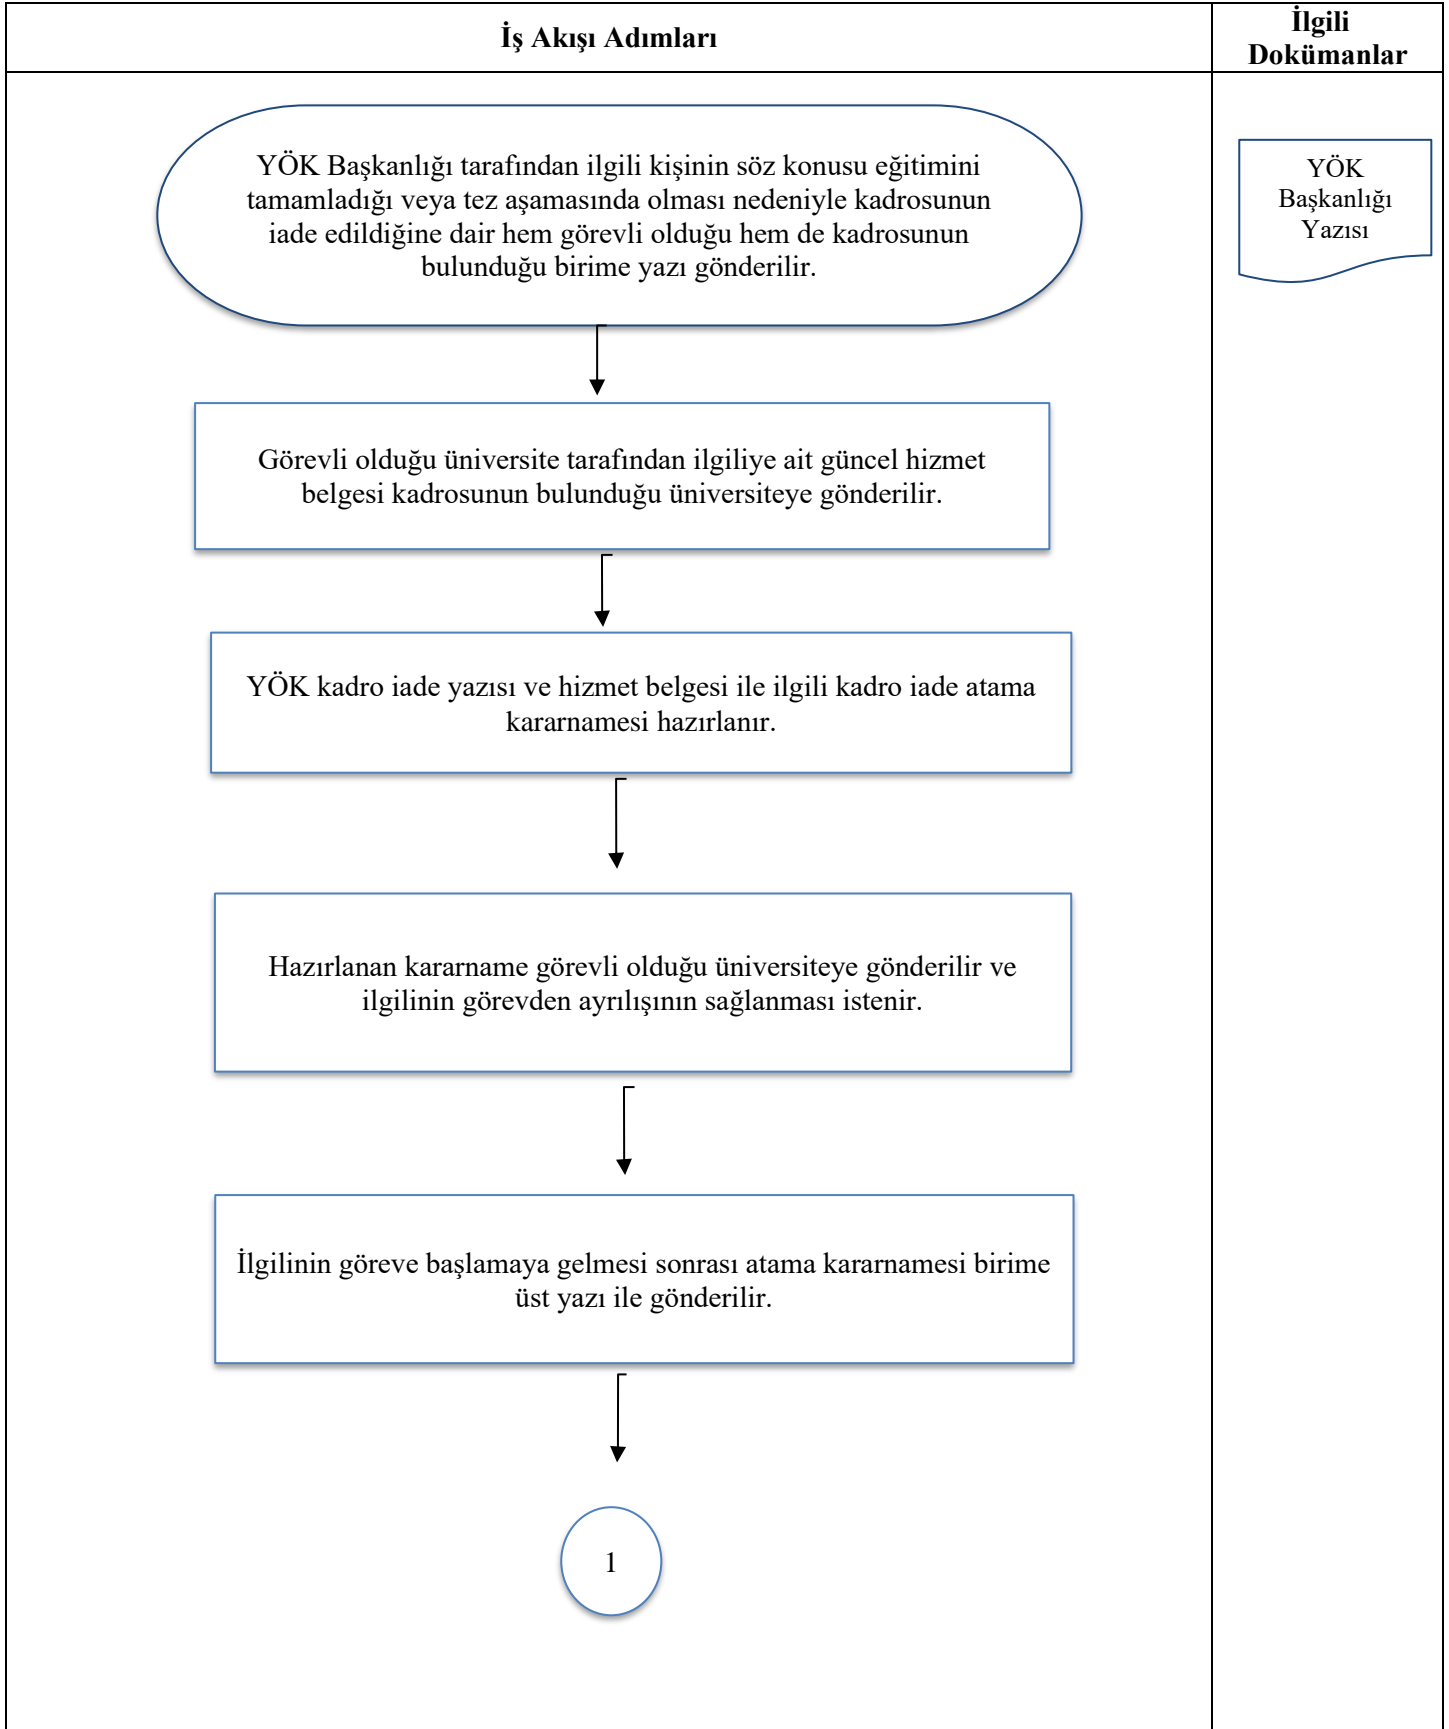 İş Akışı Adımları
İlgili
Dokümanlar
YÖK Başkanlığı tarafından ilgili kişinin söz konusu eğitimini
tamamladığı veya tez aşamasında olması nedeniyle kadrosunun
iade edildiğine dair hem görevli olduğu hem de kadrosunun
bulunduğu birime yazı gönderilir.
YÖK
Başkanlığı
Yazısı
Görevli olduğu üniversite tarafından ilgiliye ait güncel hizmet
belgesi kadrosunun bulunduğu üniversiteye gönderilir.
YÖK kadro iade yazısı ve hizmet belgesi ile ilgili kadro iade atama
kararnamesi hazırlanır.
Hazırlanan kararname görevli olduğu üniversiteye gönderilir ve
ilgilinin görevden ayrılışının sağlanması istenir.
İlgilinin göreve başlamaya gelmesi sonrası atama kararnamesi birime
üst yazı ile gönderilir.
1